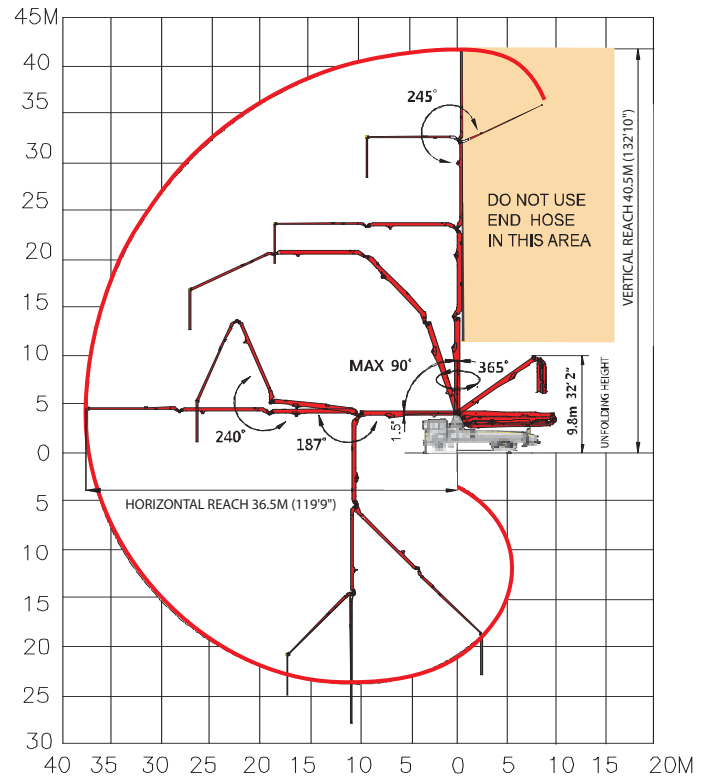 45M
40
35
30
25
20
15
10
5
0
5
10
15
20
25
30
40 35 30 25 20 15 10 5 0 5 10 15 20M
245°
DO NOT USE
END HOSE
IN THIS AREA
VERTICAL REACH 40.5M (132'10")
MAX 90°
365°
9.8m 32'2"
UNFOLDING HEIGHT
1.5°
240°
187°
HORIZONTAL REACH 36.5M (119'9")